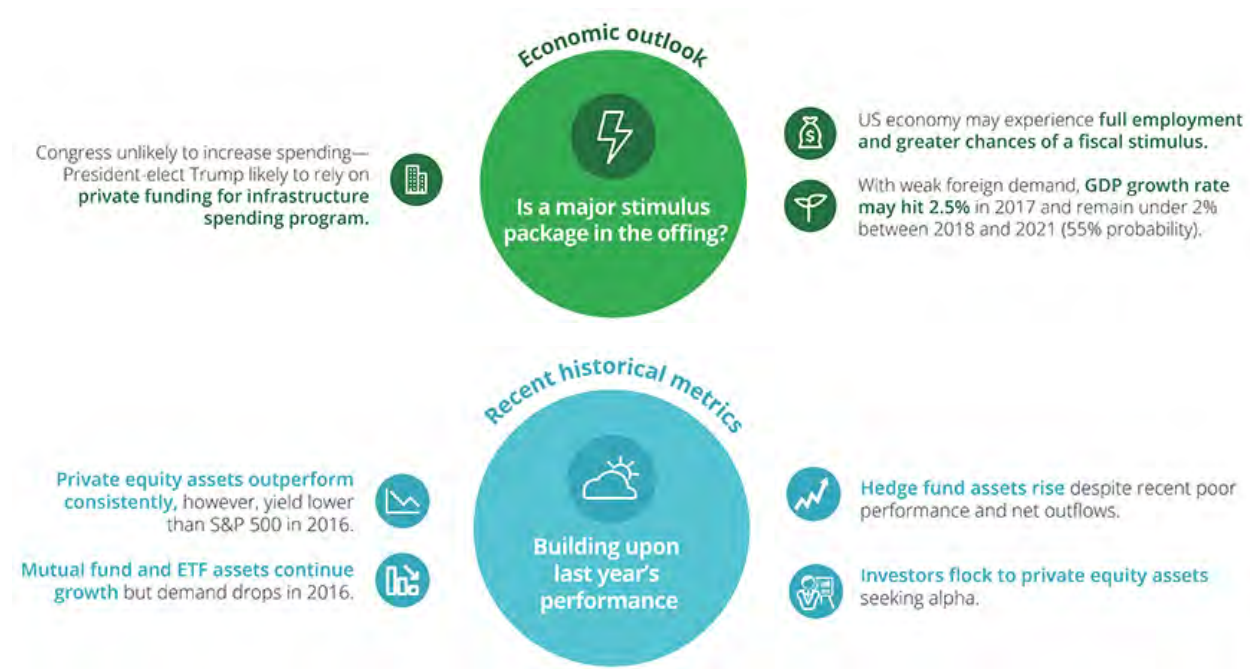 Economic outlook
Congress unlikely to increase spending—
President-elect Trump likely to rely on
private funding for infrastructure
spending program.
Is a major stimulus
package in the offing?
US economy may experience full employment
and greater chances of a fiscal stimulus.
With weak foreign demand, GDP growth rate
may hit 2.5% in 2017 and remain under 2%
between 2018 and 2021 (55% probability).
Recent historical metrics
Private equity assets outperform
consistently, however, yield lower
than S&P 500 in 2016.
Mutual fund and ETF assets continue
growth but demand drops in 2016.
Building upon
last year's
performance
Hedge fund assets rise despite recent poor
performance and net outflows.
Investors flock to private equity assets
seeking alpha.